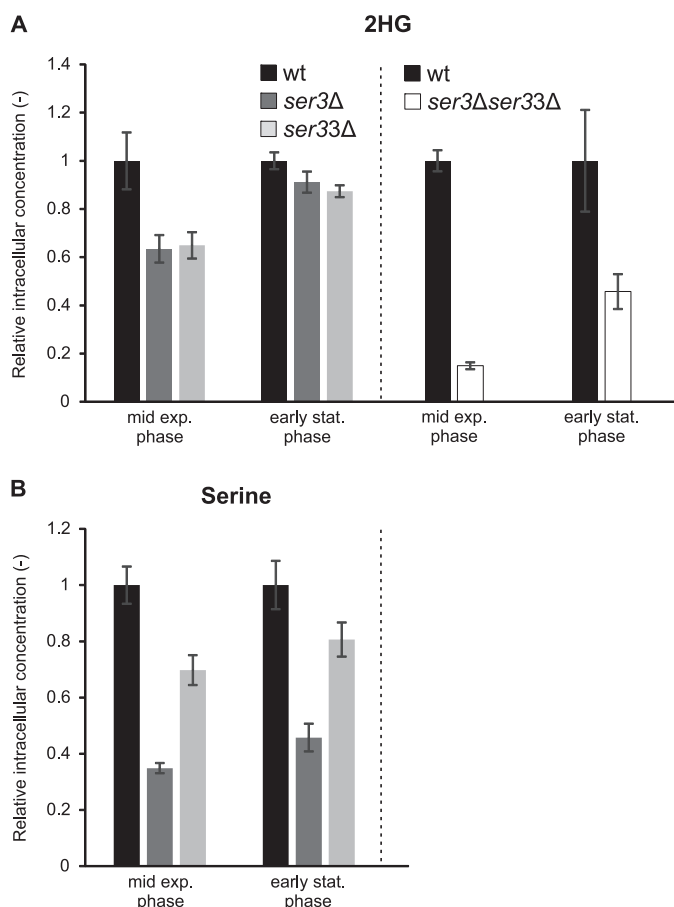 A
2HG
Relative intracellular concentration (-)
1.4
1.2
1
0.8
0.6
0.4
0.2
0
wt
ser3Δ
ser33Δ
wt
ser3Δser33Δ
mid exp.
phase
early stat.
phase
mid exp.
phase
early stat.
phase
B
Serine
Relative intracellular concentration (-)
1.2
1
0.8
0.6
0.4
0.2
0
mid exp.
phase
early stat.
phase